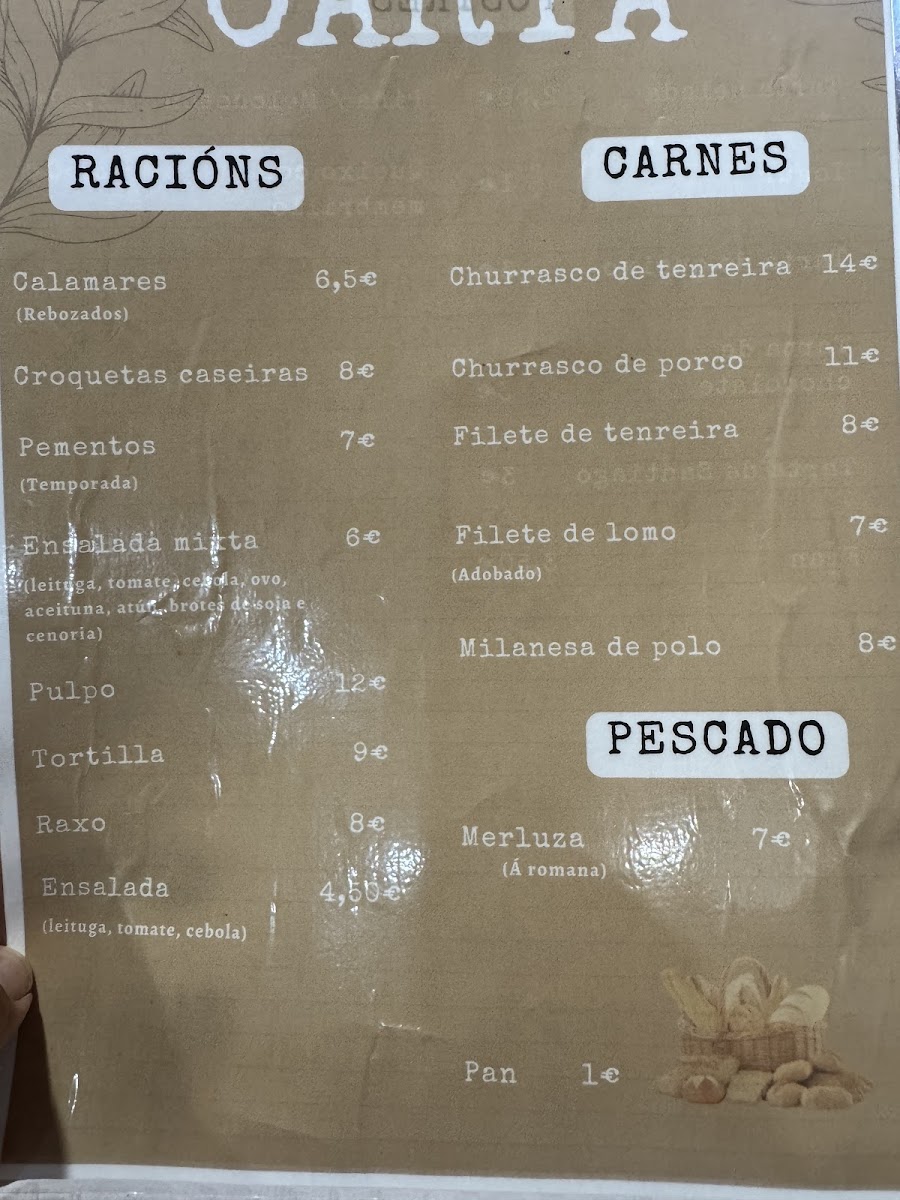 CARTA
RACIÓNS
Calamares 6,5€
(Rebozados)
Croquetas caseiras 8€
Pementos 7€
(Temporada)
Ensalada mixta 6€
(leituga, tomate, cebola, ovo,
aceituna, atún, brotes de soia e
cenoria)
Pulpo 12€
Tortilla 9€
Raxo 8€
Ensalada 4,50€
(leituga, tomate, cebola)
CARNES
Churrasco de tenreira 14€
Churrasco de porco 11€
Filete de tenreira 8€
Filete de lomo 7€
(Adobado)
Milanesa de polo 8€
PESCADO
Merluza 7€
(Á romana)
Pan 1€